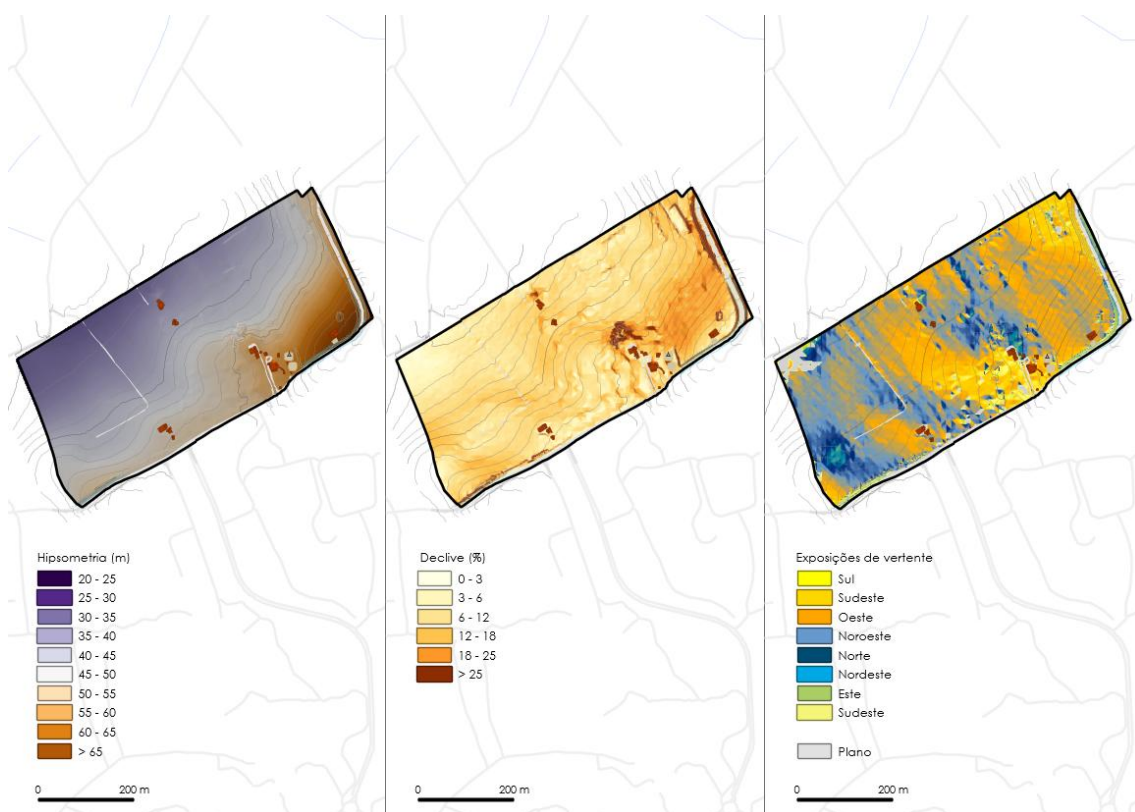 Hipsometria (m)
20 - 25
25 - 30
30 - 35
35 - 40
40 - 45
45 - 50
50 - 55
55 - 60
60 - 65
> 65
0 200 m
Declive (%)
0 - 3
3 - 6
6 - 12
12 - 18
18 - 25
> 25
0 200 m
Exposições de vertente
Sul
Sudeste
Oeste
Noroeste
Norte
Nordeste
Este
Sudeste
Plano
0 200 m